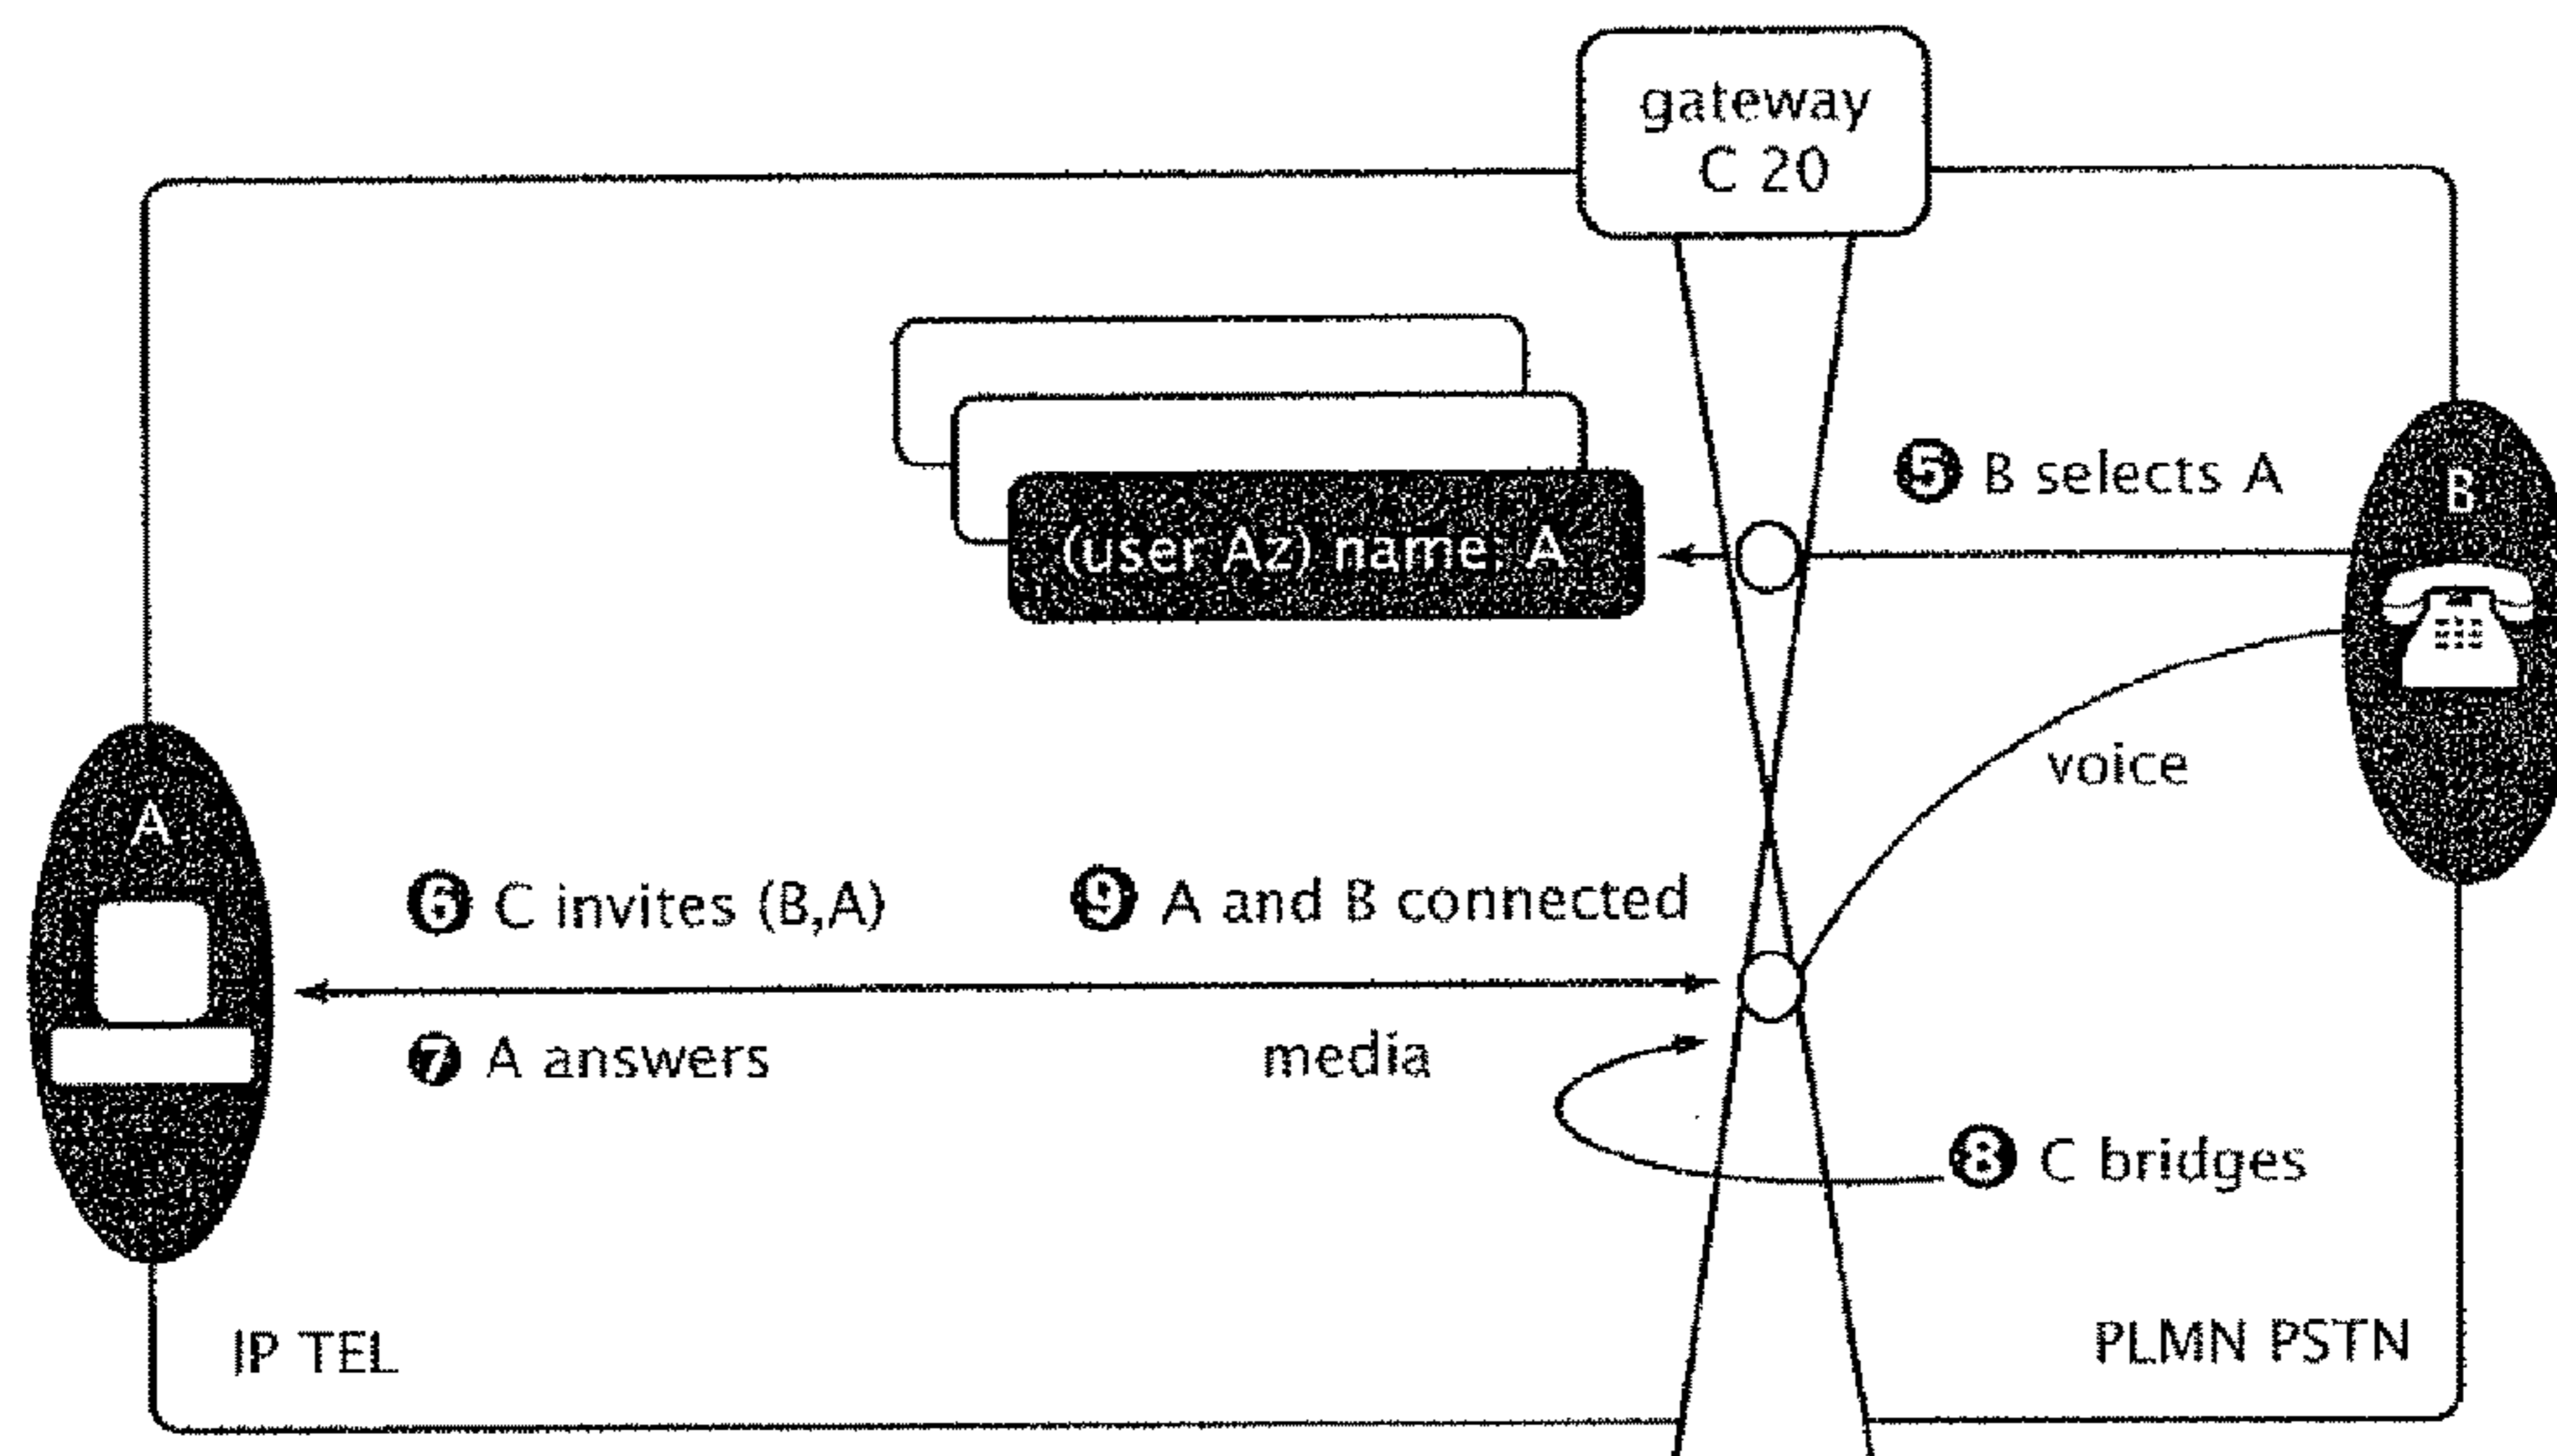 gateway
C 20
❺ B selects A
B
(user Az) name, A
voice
A
❻ C invites (B,A)
❾ A and B connected
❼ A answers
media
❽ C bridges
IP TEL
PLMN PSTN